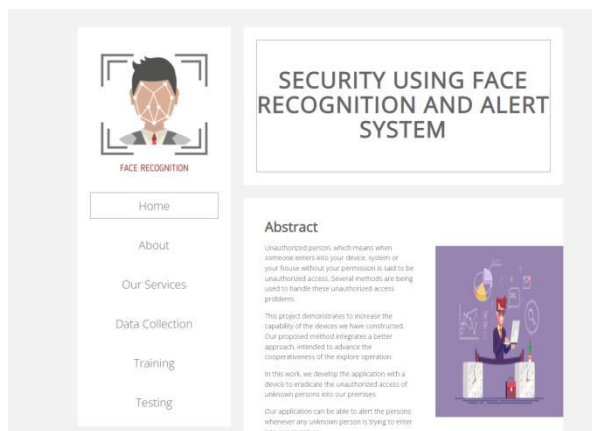 FACE RECOGNITION
Home
About
Our Services
Data Collection
Training
Testing
SECURITY USING FACE
RECOGNITION AND ALERT
SYSTEM
Abstract
Unauthorized person, which means when
someone enters into your device, system or
your house without your permission is said to be
unauthorized access. Several methods are being
used to handle these unauthorized access
problems.
This project demonstrates to increase the
capability of the devices we have constructed.
Our proposed method integrates a better
approach, intended to advance the
cooperativeness of the explore operation.
In this work, we develop the application with a
device to eradicate the unauthorized access of
unknown persons into our premises.
Our application can be able to alert the persons
whenever any unknown person is trying to enter